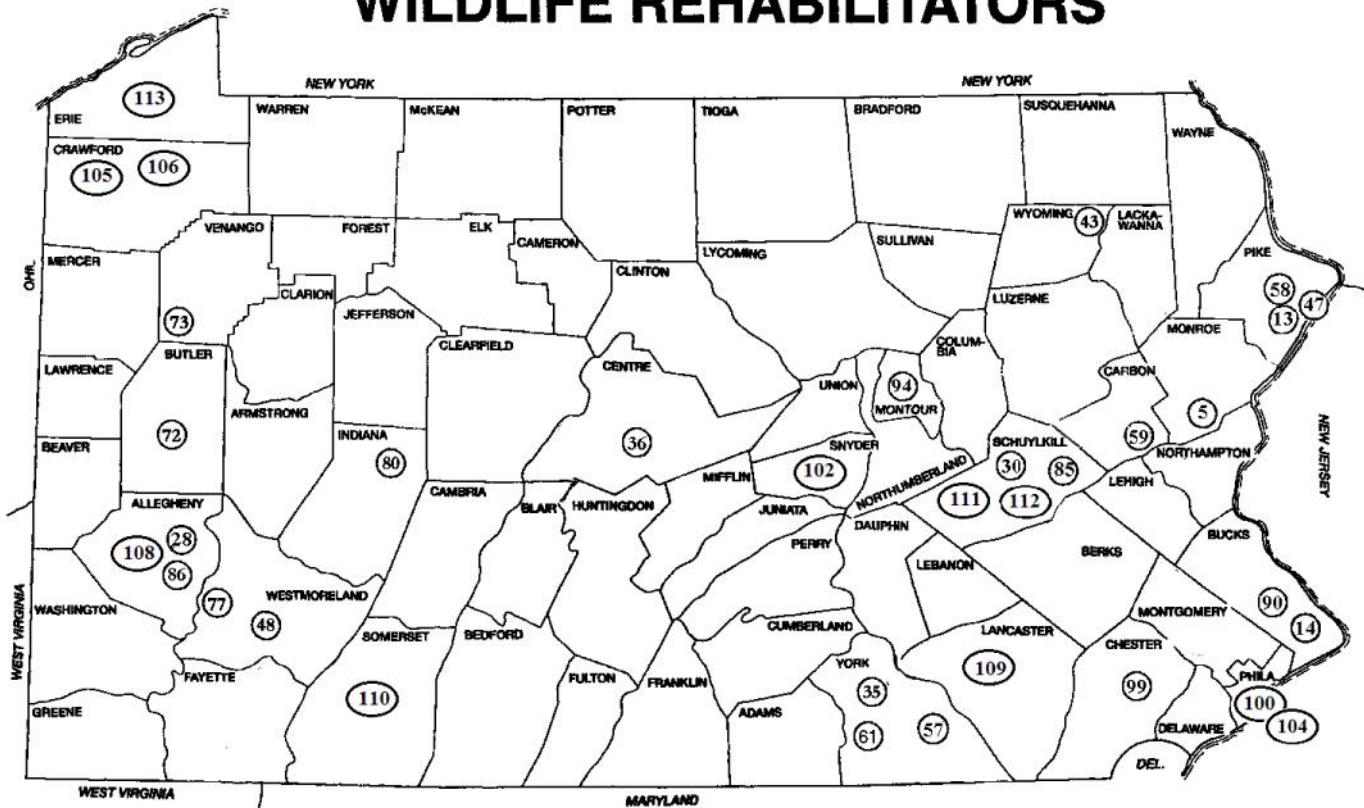 WILDLIFE REHABILITATORS
NEW YORK
NEW YORK
113
ERIE
WARREN
McKEAN
POTTER
TIOGA
BRADFORD
SUSQUEHANNA
WAYNE
CRAWFORD
105
106
VENANGO
FOREST
ELK
CAMERON
WYOMING
43
LACKA-
WANNA
MERCER
OHI.
CLINTON
LYCOMING
SULLIVAN
PIKE
58
47
13
CLARION
JEFFERSON
LUZERNE
MONROE
73
BUTLER
CLEARFIELD
COLUM-
BIA
LAWRENCE
CENTRE
UNION
94
MONTOUR
CARBON
ARMSTRONG
5
72
INDIANA
80
36
SNYDER
102
SCHUYLKILL
30
85
59
NORTHAMPTON
NEW JERSEY
BEAVER
CAMBRIA
MIFFLIN
NORTHUMBERLAND
111
112
LEHIGH
ALLEGHENY
BLAIR
HUNTINGDON
JUNIATA
DAUPHIN
28
108
86
PERRY
LEBANON
BERKS
BUCKS
WASHINGTON
77
48
WESTMORELAND
90
14
MONTGOMERY
WEST VIRGINIA
SOMERSET
BEDFORD
CUMBERLAND
LANCASTER
CHESTER
FAYETTE
FULTON
FRANKLIN
YORK
35
109
99
PHILA
100
104
GREENE
110
ADAMS
61
57
DELAWARE
DEL.
WEST VIRGINIA
MARYLAND